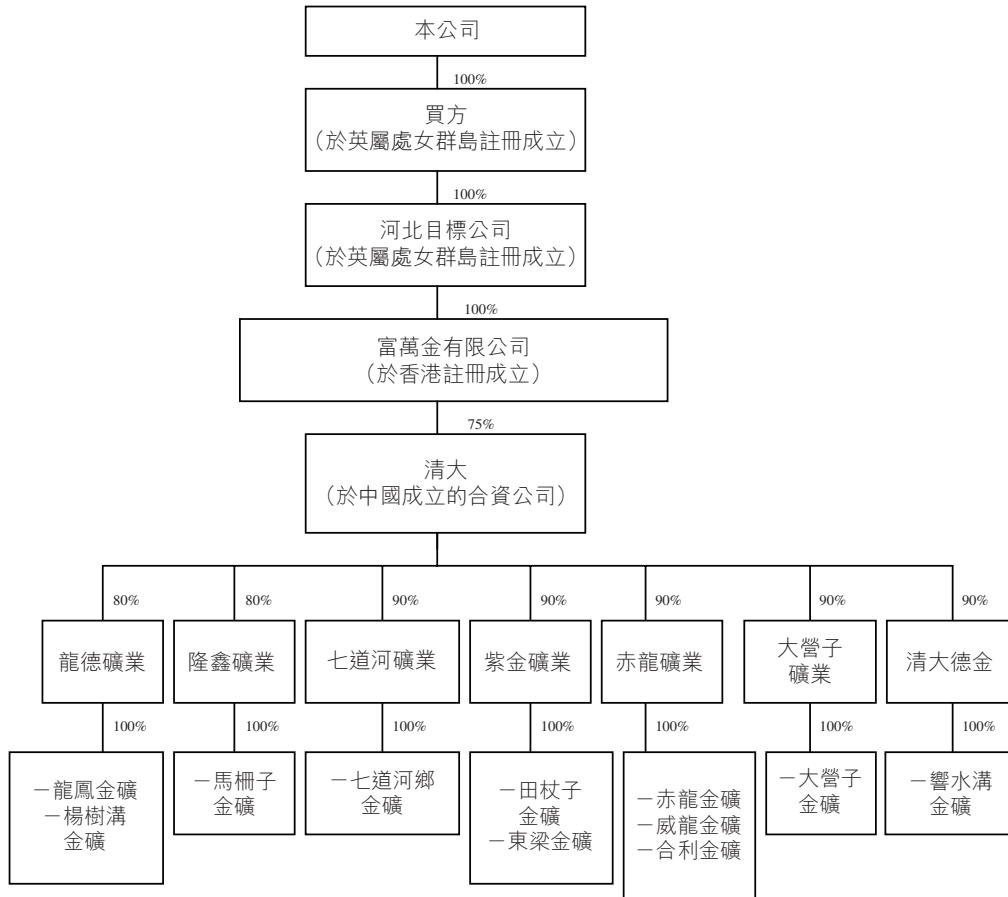 本公司
100%
買方
（於英屬處女群島註冊成立）
100%
河北目標公司
（於英屬處女群島註冊成立）
100%
富萬金有限公司
（於香港註冊成立）
75%
清大
（於中國成立的合資公司）
80%
80%
90%
90%
90%
90%
90%
龍德礦業
隆鑫礦業
七道河礦業
紫金礦業
赤龍礦業
大營子
礦業
清大德金
100%
100%
100%
100%
100%
100%
100%
－龍鳳金礦
－楊樹溝
金礦
－馬柵子
金礦
－七道河鄉
金礦
－田杖子
金礦
－東梁金礦
－赤龍金礦
－威龍金礦
－合利金礦
－大營子
金礦
－響水溝
金礦